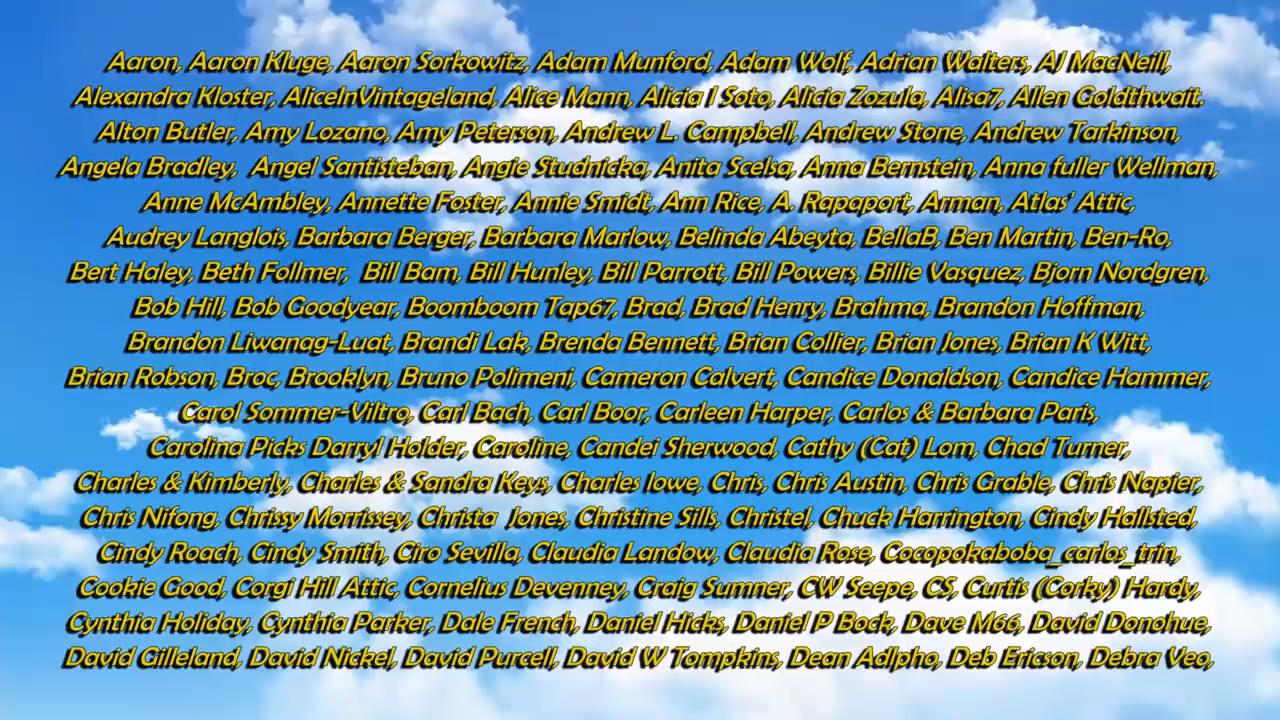 Aaron, Aaron Kluge, Aaron Sorkowitz, Adam Munford, Adam Wolf, Adrian Walters, AJ MacNeill,
Alexandra Kloster, AliceInVintageland, Alice Mann, Alicia I Soto, Alicia Zozula, Alisa7, Allen Goldthwait.
Alton Butler, Amy Lozano, Amy Peterson, Andrew L. Campbell, Andrew Stone, Andrew Tarkinson,
Angela Bradley, Angel Santisteban, Angie Studnicka, Anita Scelsa, Anna Bernstein, Anna fuller Wellman,
Anne McAmbley, Annette Foster, Annie Smidt, Ann Rice, A. Rapaport, Arman, Atlas' Attic,
Audrey Langlois, Barbara Berger, Barbara Marlow, Belinda Abeyta, BellaB, Ben Martin, Ben-Ro,
Bert Haley, Beth Follmer, Bill Bam, Bill Hunley, Bill Parrott, Bill Powers, Billie Vasquez, Bjorn Nordgren,
Bob Hill, Bob Goodyear, Boomboom Tap67, Brad, Brad Henry, Brahma, Brandon Hoffman,
Brandon Liwanag-Luat, Brandi Lak, Brenda Bennett, Brian Collier, Brian Jones, Brian K Witt,
Brian Robson, Broc, Brooklyn, Bruno Polimeni, Cameron Calvert, Candice Donaldson, Candice Hammer,
Carol Sommer-Viltro, Carl Bach, Carl Boor, Carleen Harper, Carlos & Barbara Paris,
Carolina Picks Darryl Holder, Caroline, Candei Sherwood, Cathy (Cat) Lom, Chad Turner,
Charles & Kimberly, Charles & Sandra Keys, Charles lowe, Chris, Chris Austin, Chris Grable, Chris Napier,
Chris Nifong, Chrissy Morrissey, Christa Jones, Christine Sills, Christel, Chuck Harrington, Cindy Hallsted,
Cindy Roach, Cindy Smith, Ciro Sevilla, Claudia Landow, Claudia Rose, Cocopokaboba_carlos_trin,
Cookie Good, Corgi Hill Attic, Cornelius Devenney, Craig Sumner, CW Seepe, CS, Curtis (Corky) Hardy,
Cynthia Holiday, Cynthia Parker, Dale French, Daniel Hicks, Daniel P Bock, Dave M66, David Donohue,
David Gilleland, David Nickel, David Purcell, David W Tompkins, Dean Adlpho, Deb Ericson, Debra Veo,